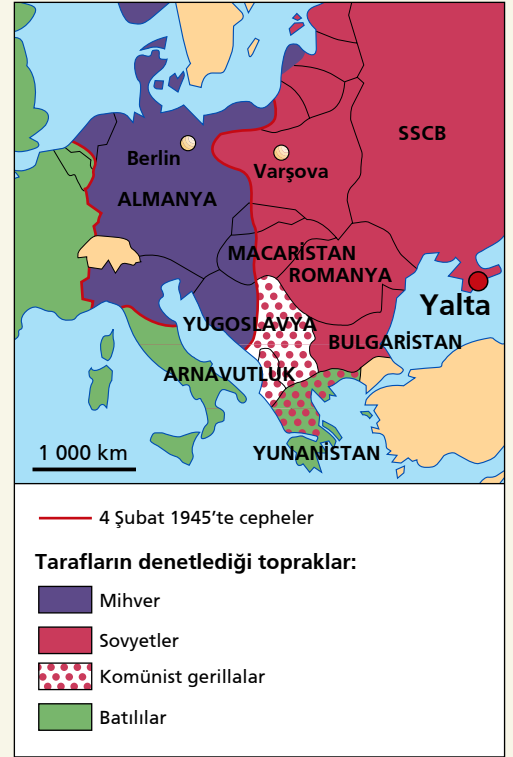 SSCB
Berlin
Varşova
ALMANYA
MACARİSTAN
ROMANYA
Yalta
YUGOSLAVYA
BULGARİSTAN
ARNAVUTLUK
1 000 km
YUNANİSTAN
4 Şubat 1945’te cepheler
Tarafların denetlediği topraklar:
Mihver
Sovyetler
Komünist gerillalar
Batılılar